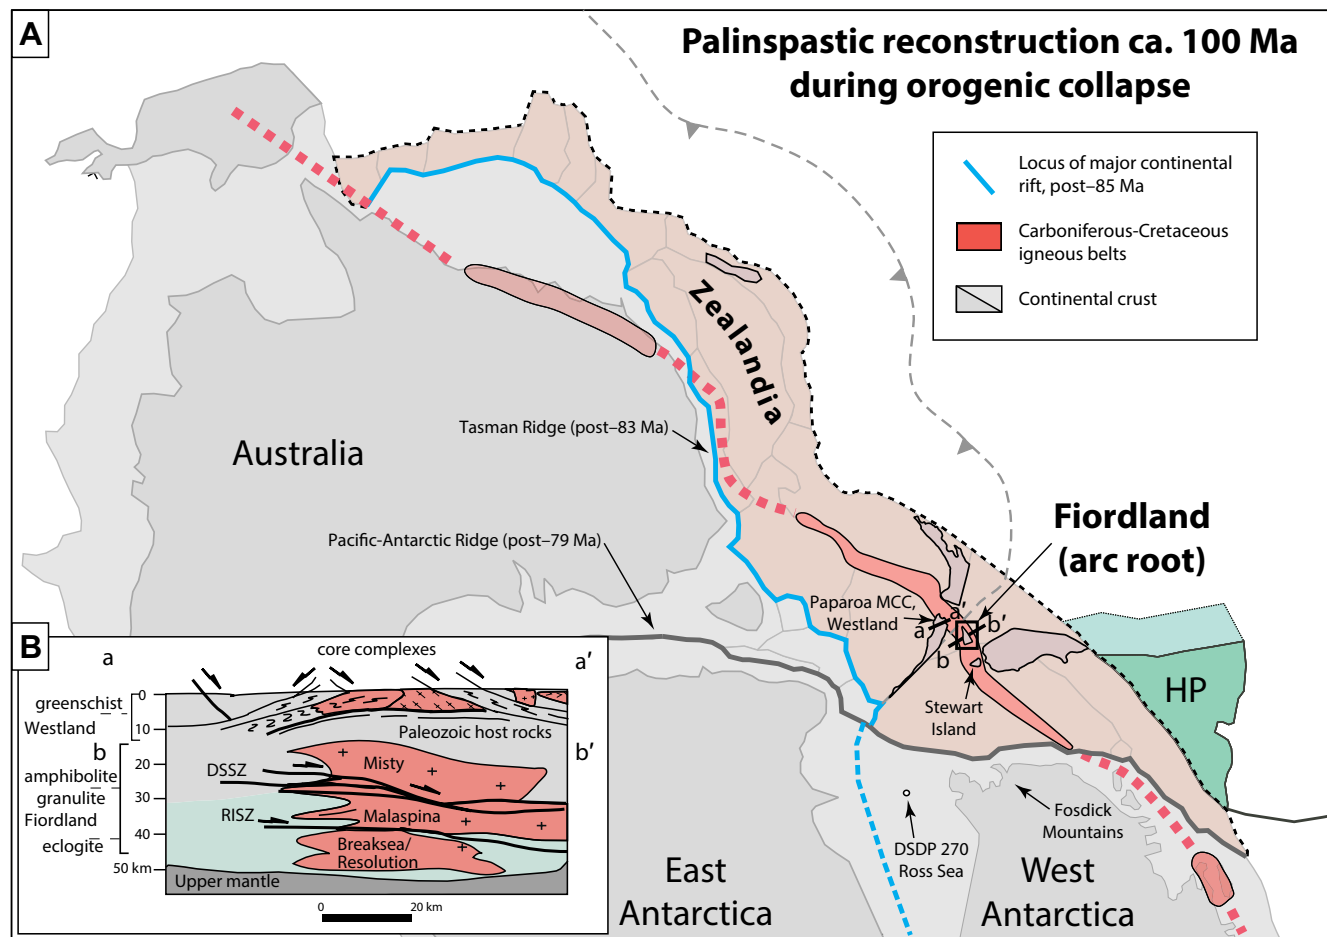 A
Palinspastic reconstruction ca. 100 Ma
during orogenic collapse
Locus of major continental
rift, post–85 Ma
Carboniferous-Cretaceous
igneous belts
Continental crust
Zealandia
Australia
Tasman Ridge (post–83 Ma)
Pacific-Antarctic Ridge (post–79 Ma)
Fiordland
(arc root)
Paparoa MCC,
Westland
a
a′
b
b′
Stewart
Island
HP
Fosdick
Mountains
DSDP 270
Ross Sea
East
Antarctica
West
Antarctica
B
a
core complexes
a′
0
greenschist
Westland
10
Paleozoic host rocks
b
b′
20
Misty
amphibolite
DSSZ
granulite
30
Fiordland
RISZ
Malaspina
40
eclogite
Breaksea/
Resolution
50 km
Upper mantle
0
20 km